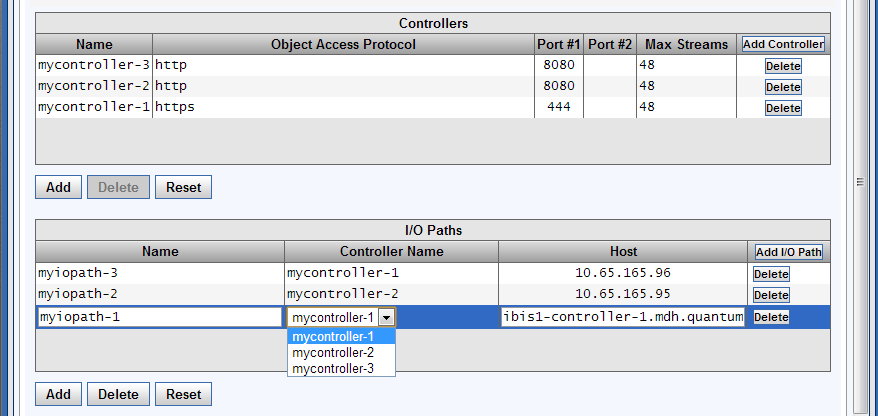 Controllers
Name Object Access Protocol Port #1 Port #2 Max Streams Add Controller
mycontroller-3 http 8080 48 Delete
mycontroller-2 http 8080 48 Delete
mycontroller-1 https 444 48 Delete
Add Delete Reset
I/O Paths
Name Controller Name Host Add I/O Path
myiopath-3 mycontroller-1 10.65.165.96 Delete
myiopath-2 mycontroller-2 10.65.165.95 Delete
myiopath-1 mycontroller-1 ibis1-controller-1.mdh.quantum Delete
mycontroller-1
mycontroller-2
mycontroller-3
Add Delete Reset